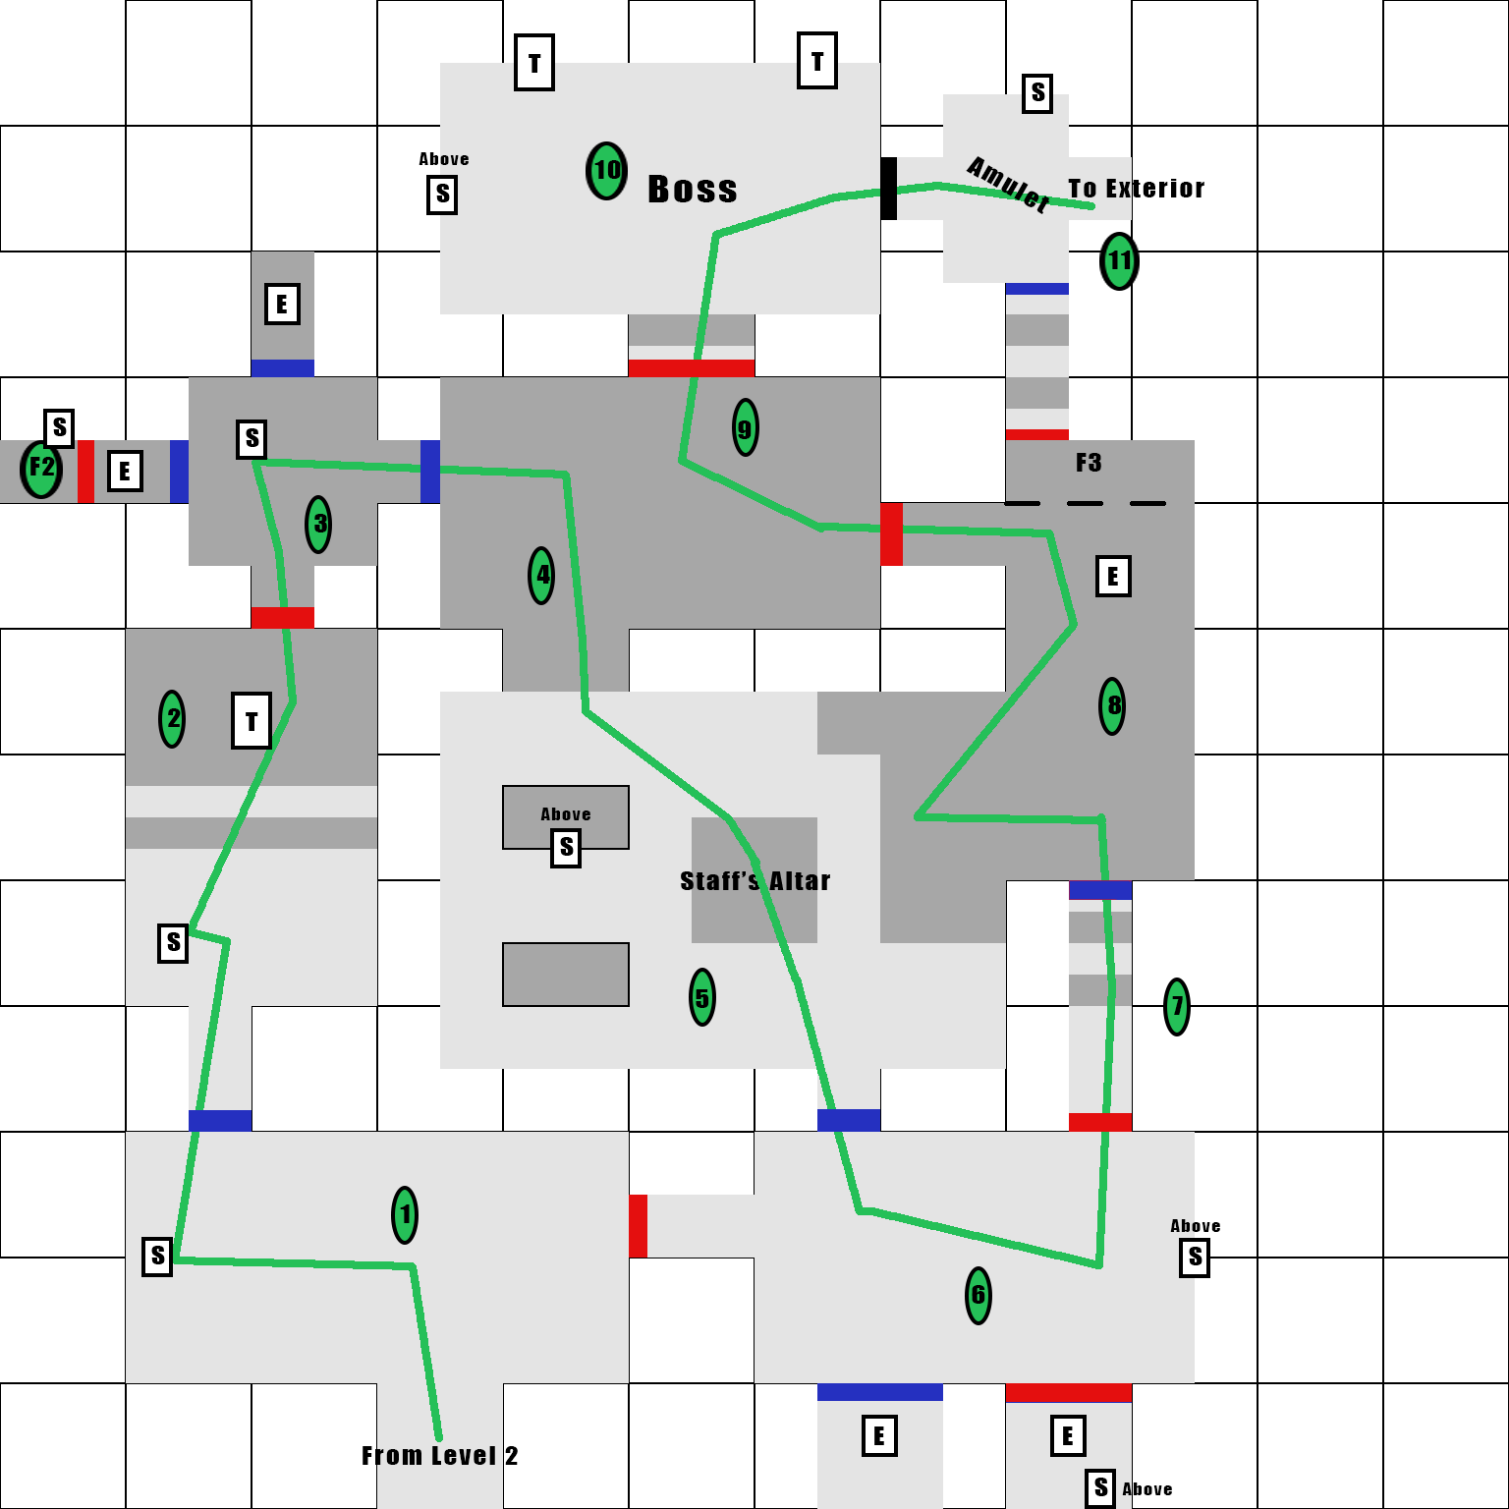 T
T
S
Above
S
10
Boss
Amulet
To Exterior
11
E
S
F2
E
S
3
9
F3
4
E
2
T
8
Above
S
Staff's Altar
S
5
7
1
S
Above
S
6
From Level 2
E
E
S Above